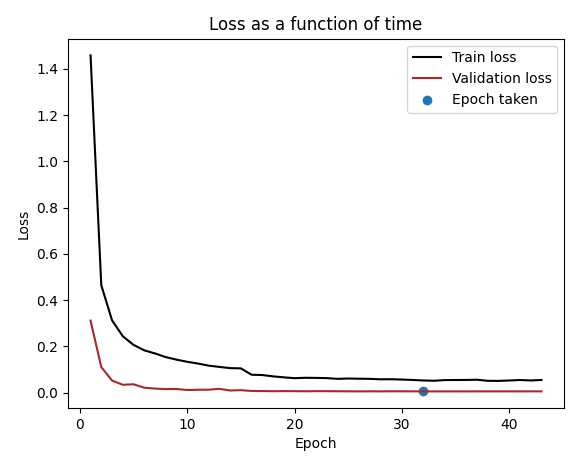 Loss as a function of time
Train loss
Validation loss
Epoch taken
Loss
1.4
1.2
1.0
0.8
0.6
0.4
0.2
0.0
0
10
20
30
40
Epoch